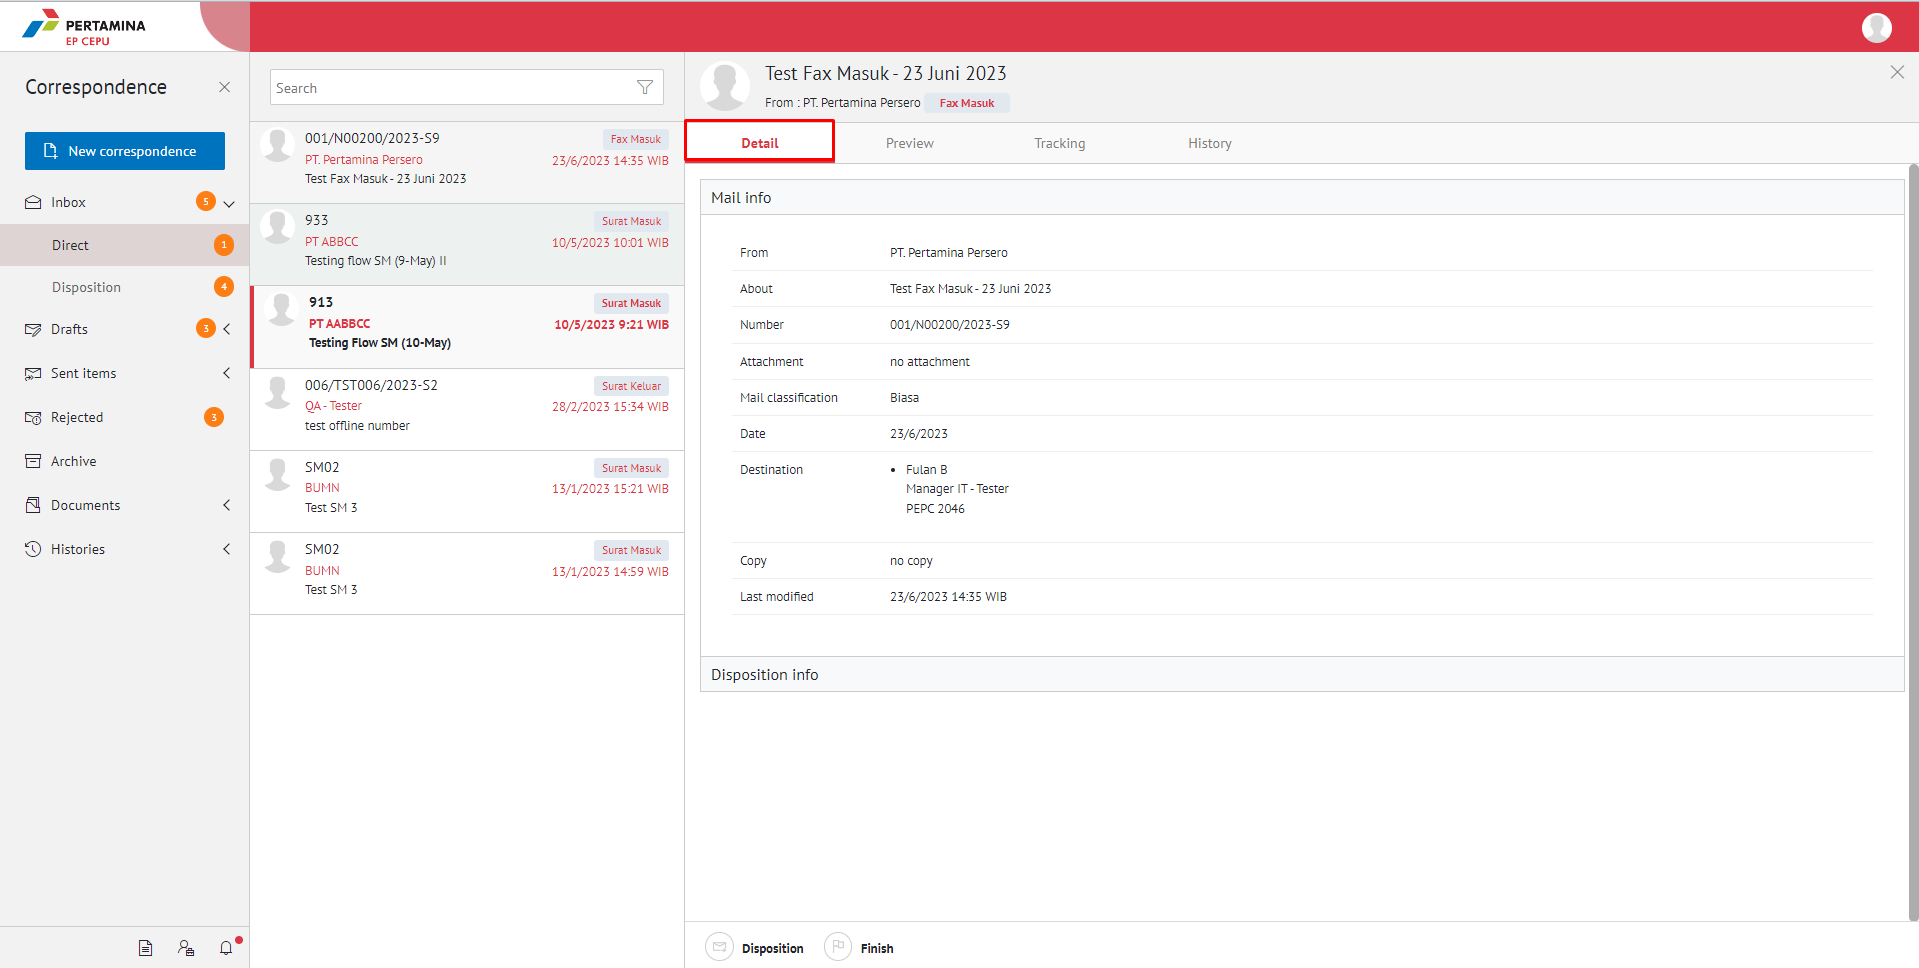 PERTAMINA
EP CEPU
Correspondence
New correspondence
Inbox 5
Direct 1
Disposition 4
Drafts 3
Sent items
Rejected 3
Archive
Documents
Histories
Search
001/N00200/2023-S9 Fax Masuk
PT. Pertamina Persero 23/6/2023 14:35 WIB
Test Fax Masuk - 23 Juni 2023
933 Surat Masuk
PT ABBCC 10/5/2023 10:01 WIB
Testing flow SM (9-May) II
913 Surat Masuk
PT AABBCC 10/5/2023 9:21 WIB
Testing Flow SM (10-May)
006/TST006/2023-S2 Surat Keluar
QA - Tester 28/2/2023 15:34 WIB
test offline number
SM02 Surat Masuk
BUMN 13/1/2023 15:21 WIB
Test SM 3
SM02 Surat Masuk
BUMN 13/1/2023 14:59 WIB
Test SM 3
Test Fax Masuk - 23 Juni 2023
From : PT. Pertamina Persero Fax Masuk
Detail Preview Tracking History
Mail info
From PT. Pertamina Persero
About Test Fax Masuk - 23 Juni 2023
Number 001/N00200/2023-S9
Attachment no attachment
Mail classification Biasa
Date 23/6/2023
Destination • Fulan B
Manager IT - Tester
PEPC 2046
Copy no copy
Last modified 23/6/2023 14:35 WIB
Disposition info
Disposition Finish